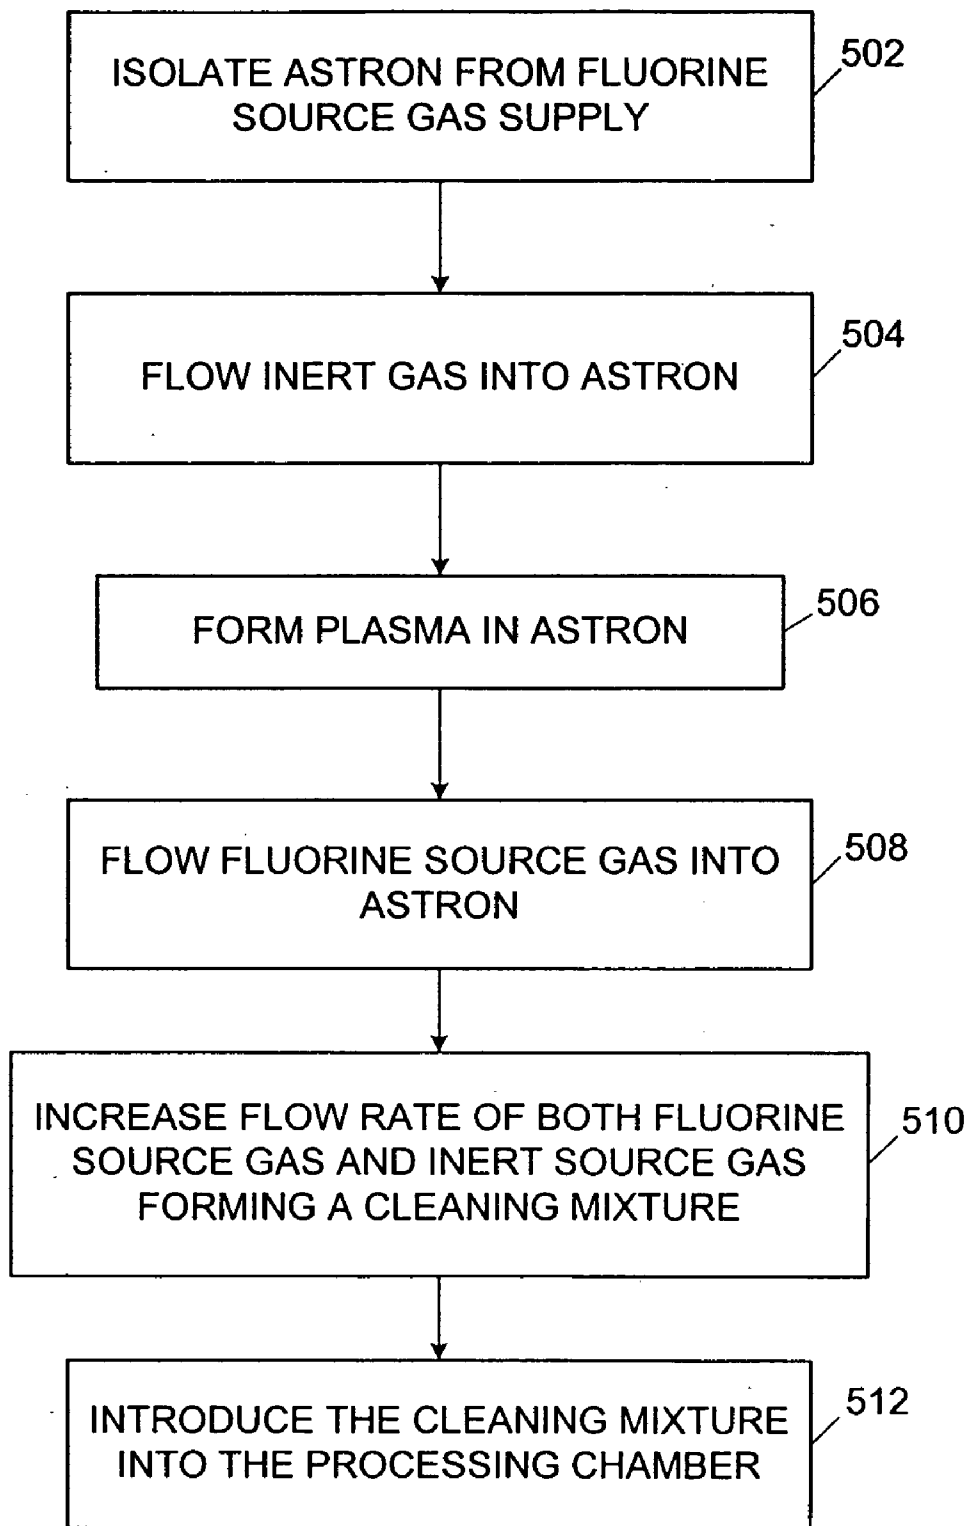 ISOLATE ASTRON FROM FLUORINE
SOURCE GAS SUPPLY
502
FLOW INERT GAS INTO ASTRON
504
FORM PLASMA IN ASTRON
506
FLOW FLUORINE SOURCE GAS INTO
ASTRON
508
INCREASE FLOW RATE OF BOTH FLUORINE
SOURCE GAS AND INERT SOURCE GAS
FORMING A CLEANING MIXTURE
510
INTRODUCE THE CLEANING MIXTURE
INTO THE PROCESSING CHAMBER
512